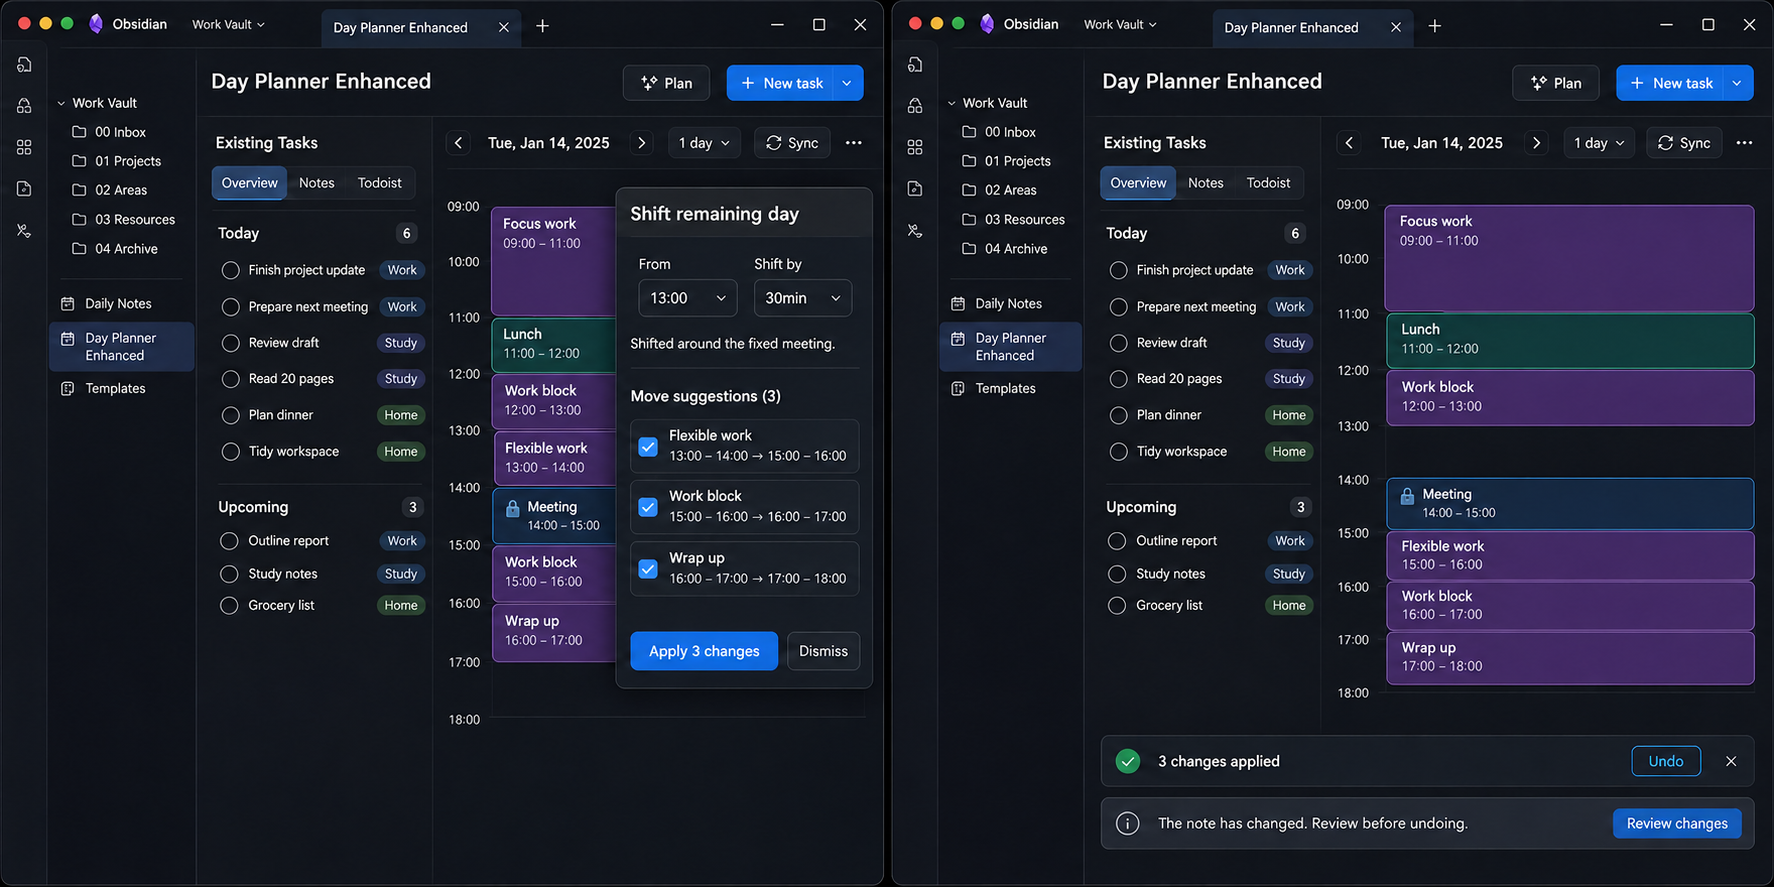 Obsidian
Work Vault
Day Planner Enhanced
Day Planner Enhanced
Plan
New task
Work Vault
00 Inbox
01 Projects
02 Areas
03 Resources
04 Archive
Daily Notes
Day Planner
Enhanced
Templates
Existing Tasks
Overview
Notes
Todoist
Today
6
Finish project update
Work
Prepare next meeting
Work
Review draft
Study
Read 20 pages
Study
Plan dinner
Home
Tidy workspace
Home
Upcoming
3
Outline report
Work
Study notes
Study
Grocery list
Home
Tue, Jan 14, 2025
1 day
Sync
09:00
10:00
11:00
12:00
13:00
14:00
15:00
16:00
17:00
18:00
Focus work
09:00 – 11:00
Lunch
11:00 – 12:00
Work block
12:00 – 13:00
Flexible work
13:00 – 14:00
Meeting
14:00 – 15:00
Work block
15:00 – 16:00
Wrap up
16:00 – 17:00
Shift remaining day
From
Shift by
13:00
30min
Shifted around the fixed meeting.
Move suggestions (3)
Flexible work
13:00 – 14:00 → 15:00 – 16:00
Work block
15:00 – 16:00 → 16:00 – 17:00
Wrap up
16:00 – 17:00 → 17:00 – 18:00
Apply 3 changes
Dismiss
Obsidian
Work Vault
Day Planner Enhanced
Day Planner Enhanced
Plan
New task
Work Vault
00 Inbox
01 Projects
02 Areas
03 Resources
04 Archive
Daily Notes
Day Planner
Enhanced
Templates
Existing Tasks
Overview
Notes
Todoist
Today
6
Finish project update
Work
Prepare next meeting
Work
Review draft
Study
Read 20 pages
Study
Plan dinner
Home
Tidy workspace
Home
Upcoming
3
Outline report
Work
Study notes
Study
Grocery list
Home
Tue, Jan 14, 2025
1 day
Sync
09:00
10:00
11:00
12:00
13:00
14:00
15:00
16:00
17:00
18:00
Focus work
09:00 – 11:00
Lunch
11:00 – 12:00
Work block
12:00 – 13:00
Meeting
14:00 – 15:00
Flexible work
15:00 – 16:00
Work block
16:00 – 17:00
Wrap up
17:00 – 18:00
3 changes applied
Undo
The note has changed. Review before undoing.
Review changes